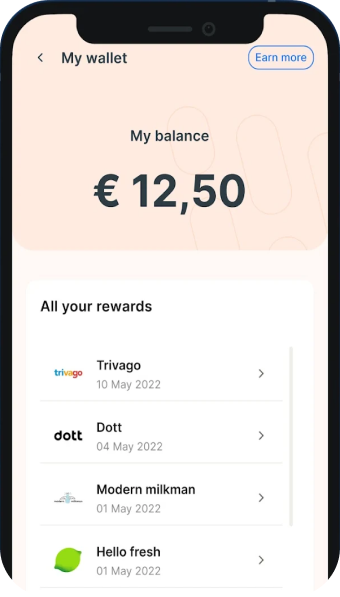 My wallet
Earn more
My balance
€ 12,50
All your rewards
trivago
Trivago
10 May 2022
dott
Dott
04 May 2022
Modern milkman
01 May 2022
Hello fresh
01 May 2022